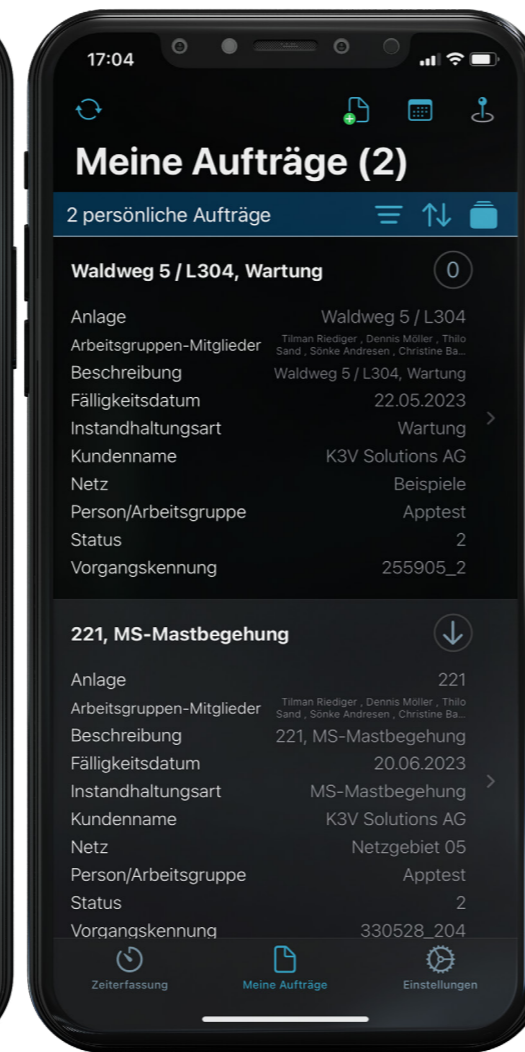 17:04
Meine Aufträge (2)
2 persönliche Aufträge
Waldweg 5 / L304, Wartung 0
Anlage Waldweg 5 / L304
Arbeitsgruppen-Mitglieder Tilman Riediger , Dennis Möller , Thilo
Sand , Sönke Andresen , Christine Ba...
Beschreibung Waldweg 5 / L304, Wartung
Fälligkeitsdatum 22.05.2023
Instandhaltungsart Wartung
Kundenname K3V Solutions AG
Netz Beispiele
Person/Arbeitsgruppe Apptest
Status 2
Vorgangskennung 255905_2
221, MS-Mastbegehung
Anlage 221
Arbeitsgruppen-Mitglieder Tilman Riediger , Dennis Möller , Thilo
Sand , Sönke Andresen , Christine Ba...
Beschreibung 221, MS-Mastbegehung
Fälligkeitsdatum 20.06.2023
Instandhaltungsart MS-Mastbegehung
Kundenname K3V Solutions AG
Netz Netzgebiet 05
Person/Arbeitsgruppe Apptest
Status 2
Vorgangskennung 330528_204
Zeiterfassung Meine Aufträge Einstellungen